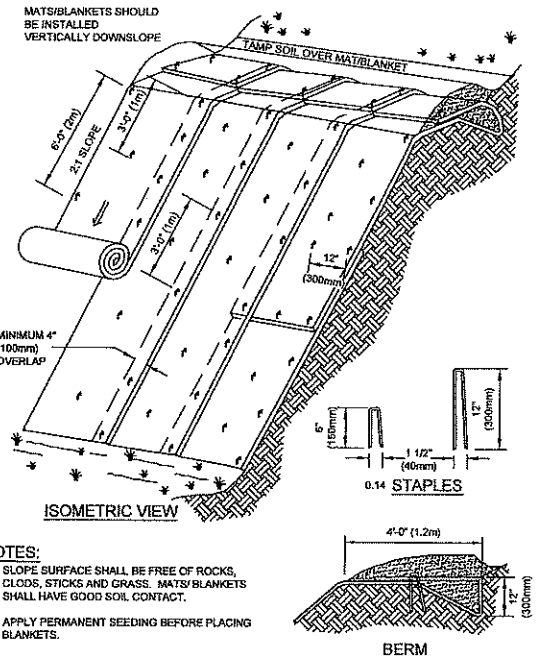 MATS/BLANKETS SHOULD
BE INSTALLED
VERTICALLY DOWNSLOPE
TAMP SOIL OVER MAT/BLANKET
6'-0" (2m)
3'-0" (1m)
2:1 SLOPE
3'-0" (1m)
12"
(300mm)
MINIMUM 4"
(100mm)
OVERLAP
6"
(150mm)
12"
(300mm)
1 1/2"
(40mm)
0.14 STAPLES
ISOMETRIC VIEW
OTES:
SLOPE SURFACE SHALL BE FREE OF ROCKS,
CLODS, STICKS AND GRASS. MATS/ BLANKETS
SHALL HAVE GOOD SOIL CONTACT.
APPLY PERMANENT SEEDING BEFORE PLACING
BLANKETS.
4'-0" (1.2m)
12"
(300mm)
BERM